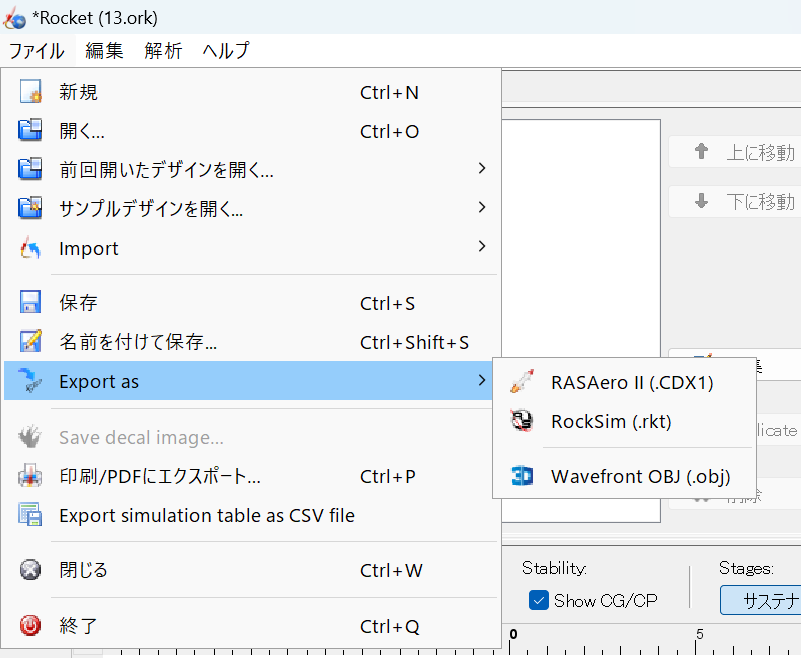 *Rocket (13.ork)
ファイル 編集 解析 ヘルプ
新規 Ctrl+N
開く... Ctrl+O
前回開いたデザインを開く...
サンプルデザインを開く...
Import
保存 Ctrl+S
名前を付けて保存... Ctrl+Shift+S
Export as
Save decal image...
印刷/PDFにエクスポート... Ctrl+P
Export simulation table as CSV file
閉じる Ctrl+W
終了 Ctrl+Q
RASAero II (.CDX1)
RockSim (.rkt)
Wavefront OBJ (.obj)
上に移動
下に移動
licate
削除
Stability:
Show CG/CP
Stages:
サステナ
0 5